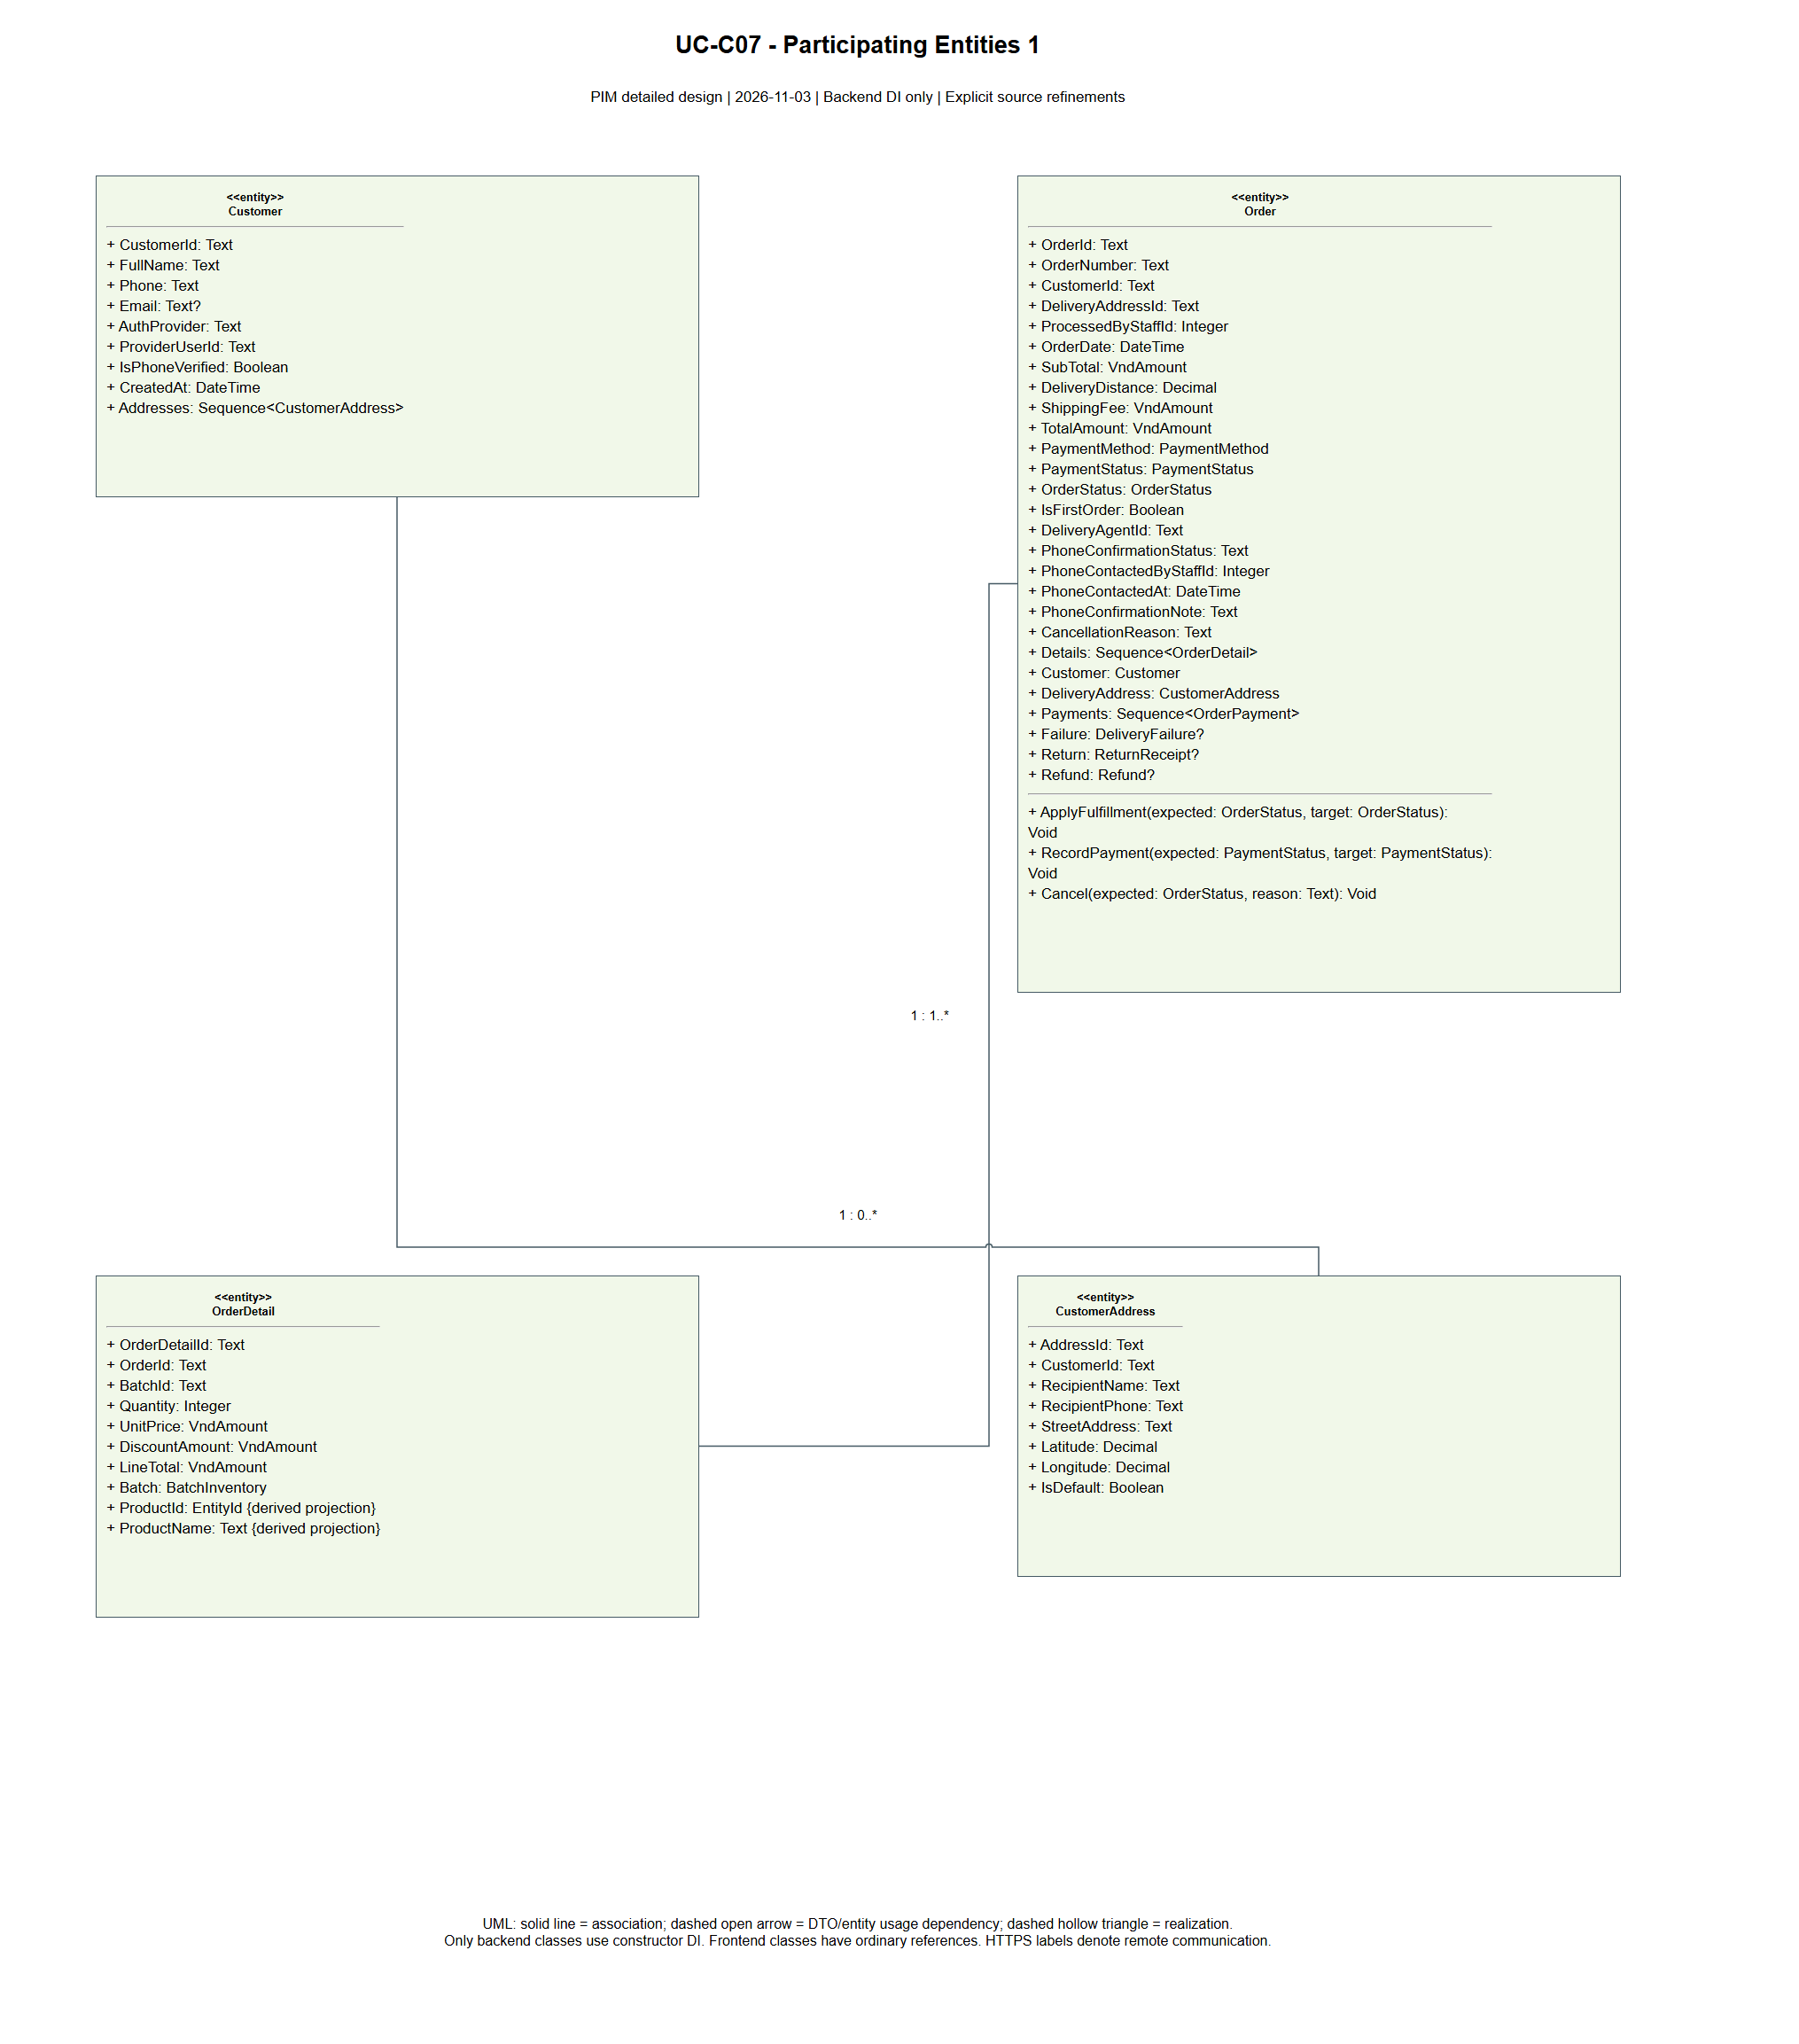 UC-C07 - Participating Entities 1
PIM detailed design | 2026-11-03 | Backend DI only | Explicit source refinements
<<entity>>
Customer
+ CustomerId: Text
+ FullName: Text
+ Phone: Text
+ Email: Text?
+ AuthProvider: Text
+ ProviderUserId: Text
+ IsPhoneVerified: Boolean
+ CreatedAt: DateTime
+ Addresses: Sequence<CustomerAddress>
<<entity>>
Order
+ OrderId: Text
+ OrderNumber: Text
+ CustomerId: Text
+ DeliveryAddressId: Text
+ ProcessedByStaffId: Integer
+ OrderDate: DateTime
+ SubTotal: VndAmount
+ DeliveryDistance: Decimal
+ ShippingFee: VndAmount
+ TotalAmount: VndAmount
+ PaymentMethod: PaymentMethod
+ PaymentStatus: PaymentStatus
+ OrderStatus: OrderStatus
+ IsFirstOrder: Boolean
+ DeliveryAgentId: Text
+ PhoneConfirmationStatus: Text
+ PhoneContactedByStaffId: Integer
+ PhoneContactedAt: DateTime
+ PhoneConfirmationNote: Text
+ CancellationReason: Text
+ Details: Sequence<OrderDetail>
+ Customer: Customer
+ DeliveryAddress: CustomerAddress
+ Payments: Sequence<OrderPayment>
+ Failure: DeliveryFailure?
+ Return: ReturnReceipt?
+ Refund: Refund?
+ ApplyFulfillment(expected: OrderStatus, target: OrderStatus):
Void
+ RecordPayment(expected: PaymentStatus, target: PaymentStatus):
Void
+ Cancel(expected: OrderStatus, reason: Text): Void
1 : 1..*
1 : 0..*
<<entity>>
OrderDetail
+ OrderDetailId: Text
+ OrderId: Text
+ BatchId: Text
+ Quantity: Integer
+ UnitPrice: VndAmount
+ DiscountAmount: VndAmount
+ LineTotal: VndAmount
+ Batch: BatchInventory
+ ProductId: EntityId {derived projection}
+ ProductName: Text {derived projection}
<<entity>>
CustomerAddress
+ AddressId: Text
+ CustomerId: Text
+ RecipientName: Text
+ RecipientPhone: Text
+ StreetAddress: Text
+ Latitude: Decimal
+ Longitude: Decimal
+ IsDefault: Boolean
UML: solid line = association; dashed open arrow = DTO/entity usage dependency; dashed hollow triangle = realization.
Only backend classes use constructor DI. Frontend classes have ordinary references. HTTPS labels denote remote communication.